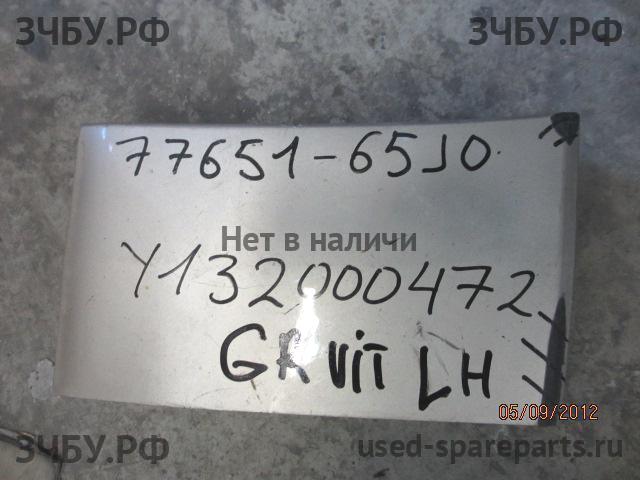 ЗЧБУ.РФ ЗЧБУ.РФ
77651-65J0
Нет в наличи
Y132000472
GR VIT LH
05/09/2012
ЗЧБУ.РФ used-spareparts.ru